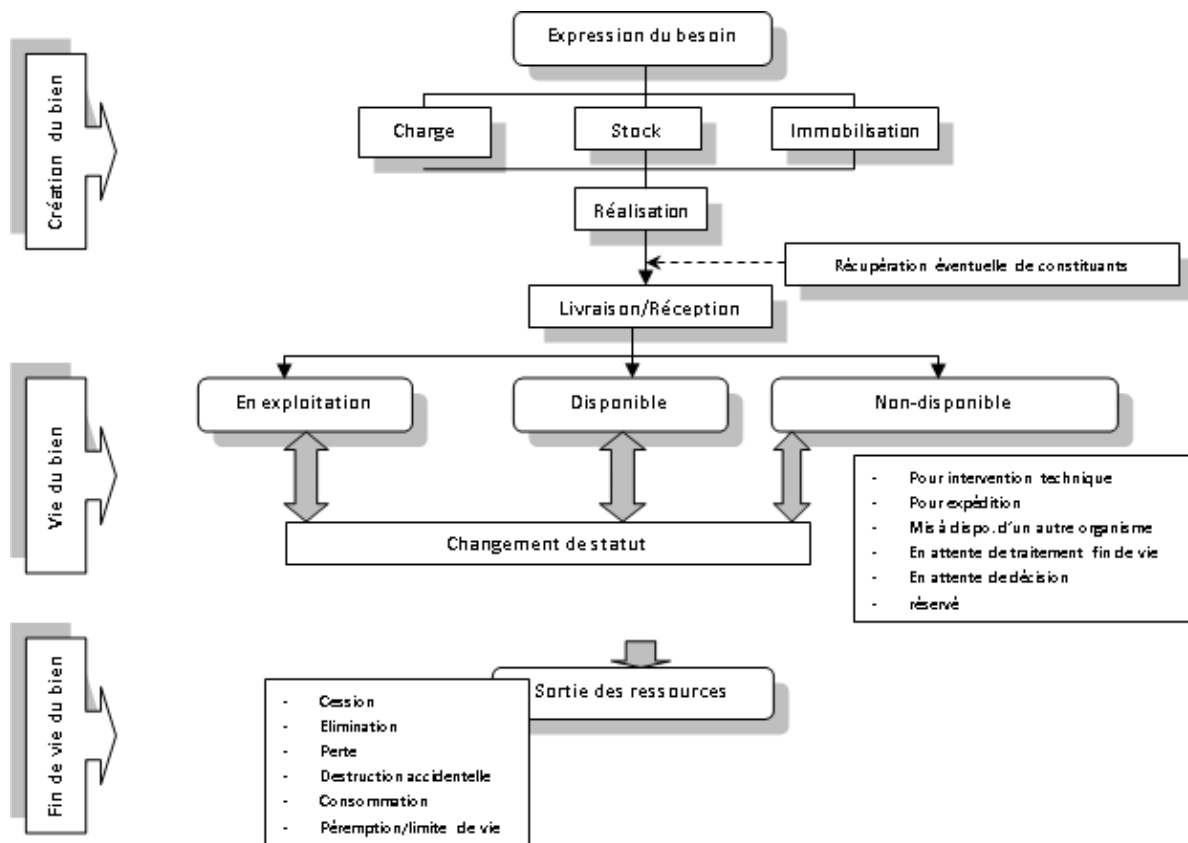 Création du bien
Expression du besoin
Charge
Stock
Immobilisation
Réalisation
Récupération éventuelle de constituants
Livraison/Réception
Vie du bien
En exploitation
Disponible
Non-disponible
- Pour intervention technique
- Pour expédition
- Mis à dispo. d'un autre organisme
- En attente de traitement fin de vie
- En attente de décision
- réservé
Changement de statut
Fin de vie du bien
Sortie des ressources
- Cession
- Elimination
- Perte
- Destruction accidentelle
- Consommation
- Péremption/limite de vie